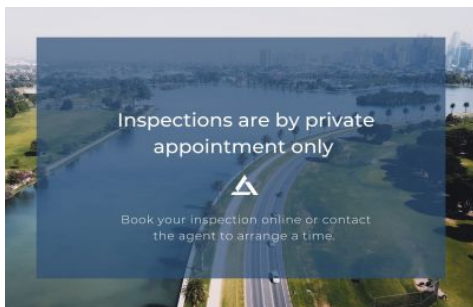 Inspections are by private
appointment only
Book your inspection online or contact
the agent to arrange a time.